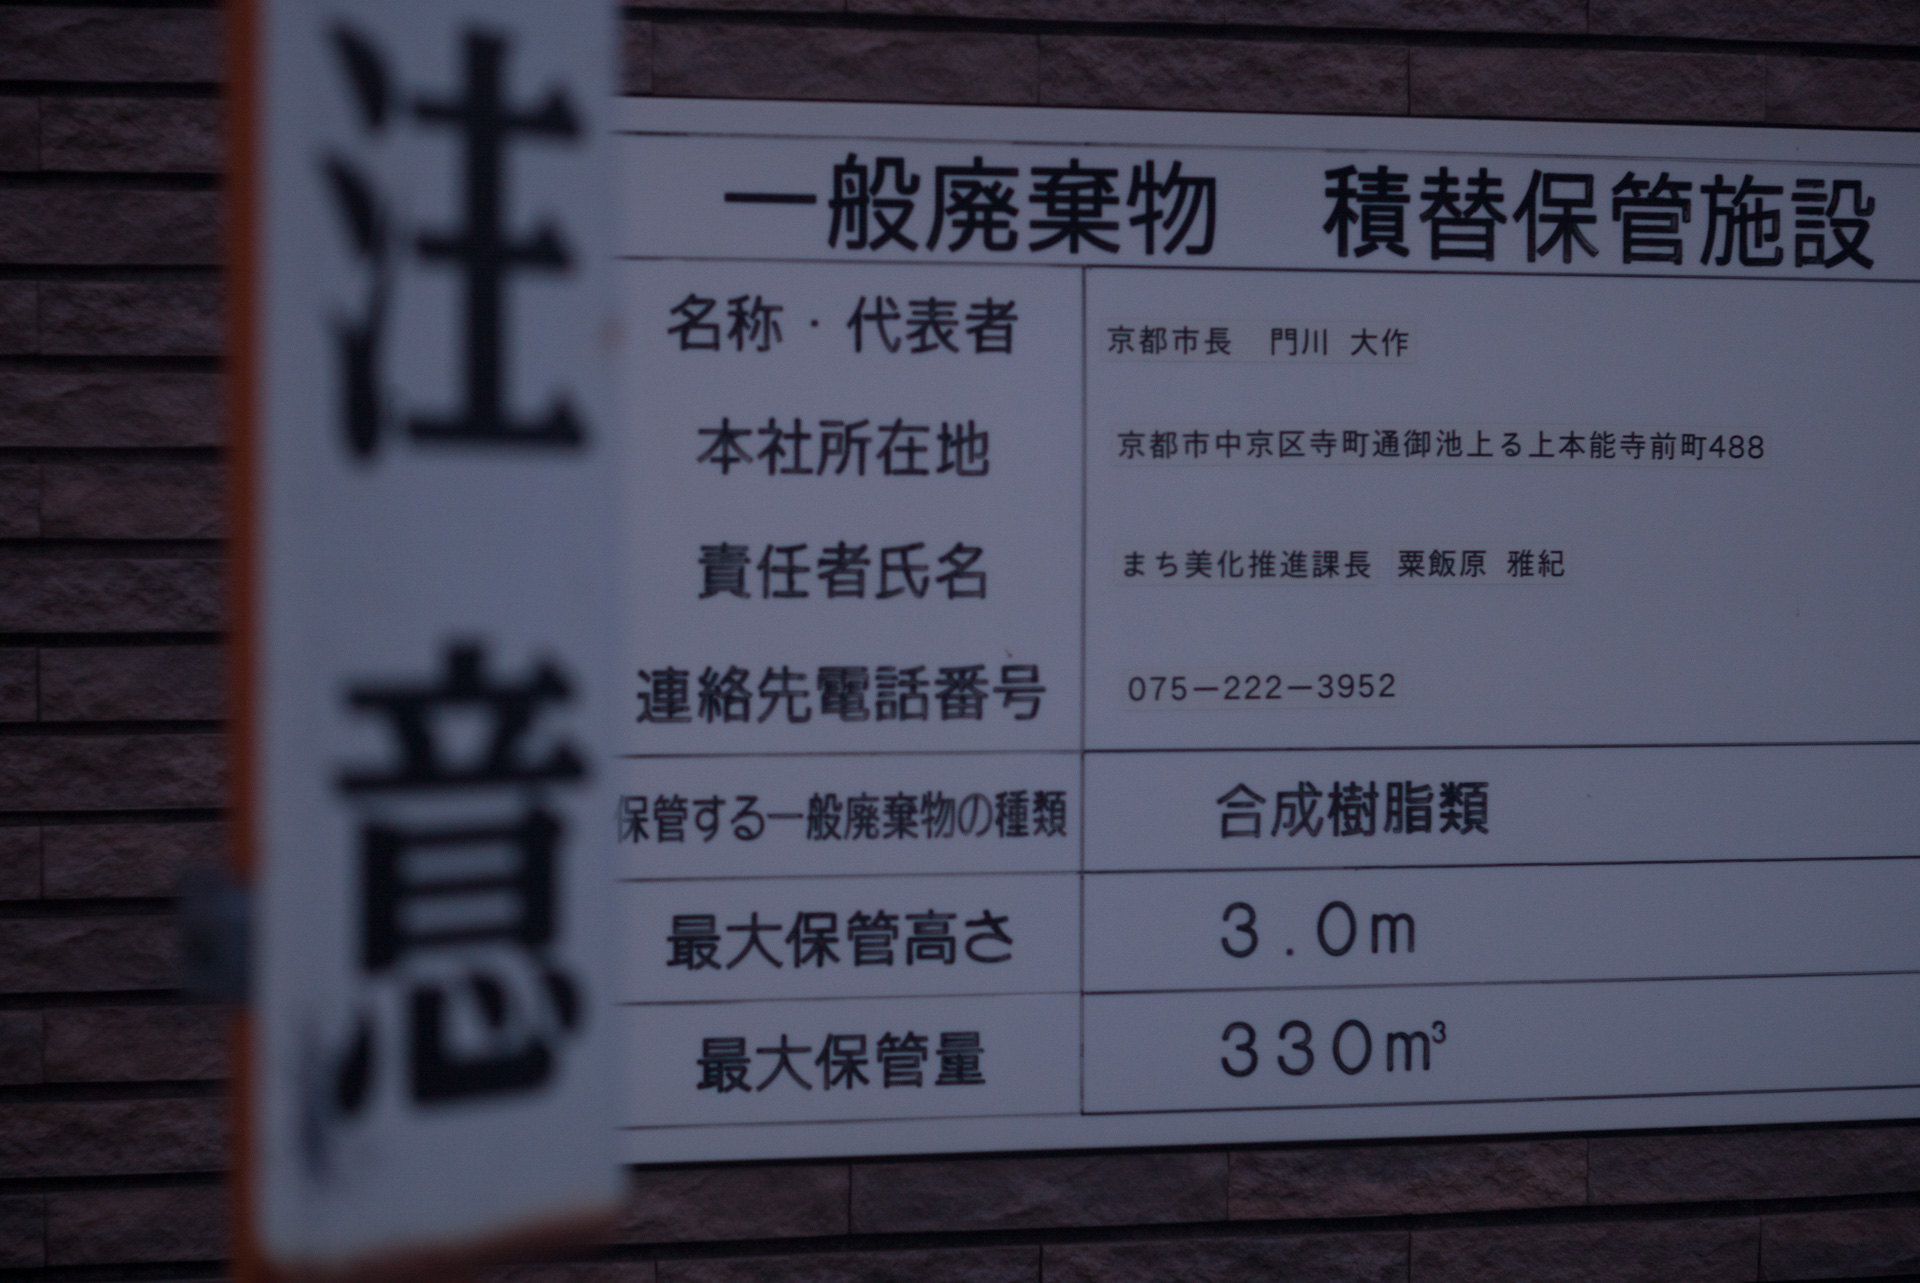 注意
一般廃棄物　積替保管施設
名称・代表者　京都市長　門川 大作
本社所在地　京都市中京区寺町通御池上る上本能寺前町488
責任者氏名　まち美化推進課長 粟飯原 雅紀
連絡先電話番号　075－222－3952
保管する一般廃棄物の種類　合成樹脂類
最大保管高さ　3.0m
最大保管量　330m³